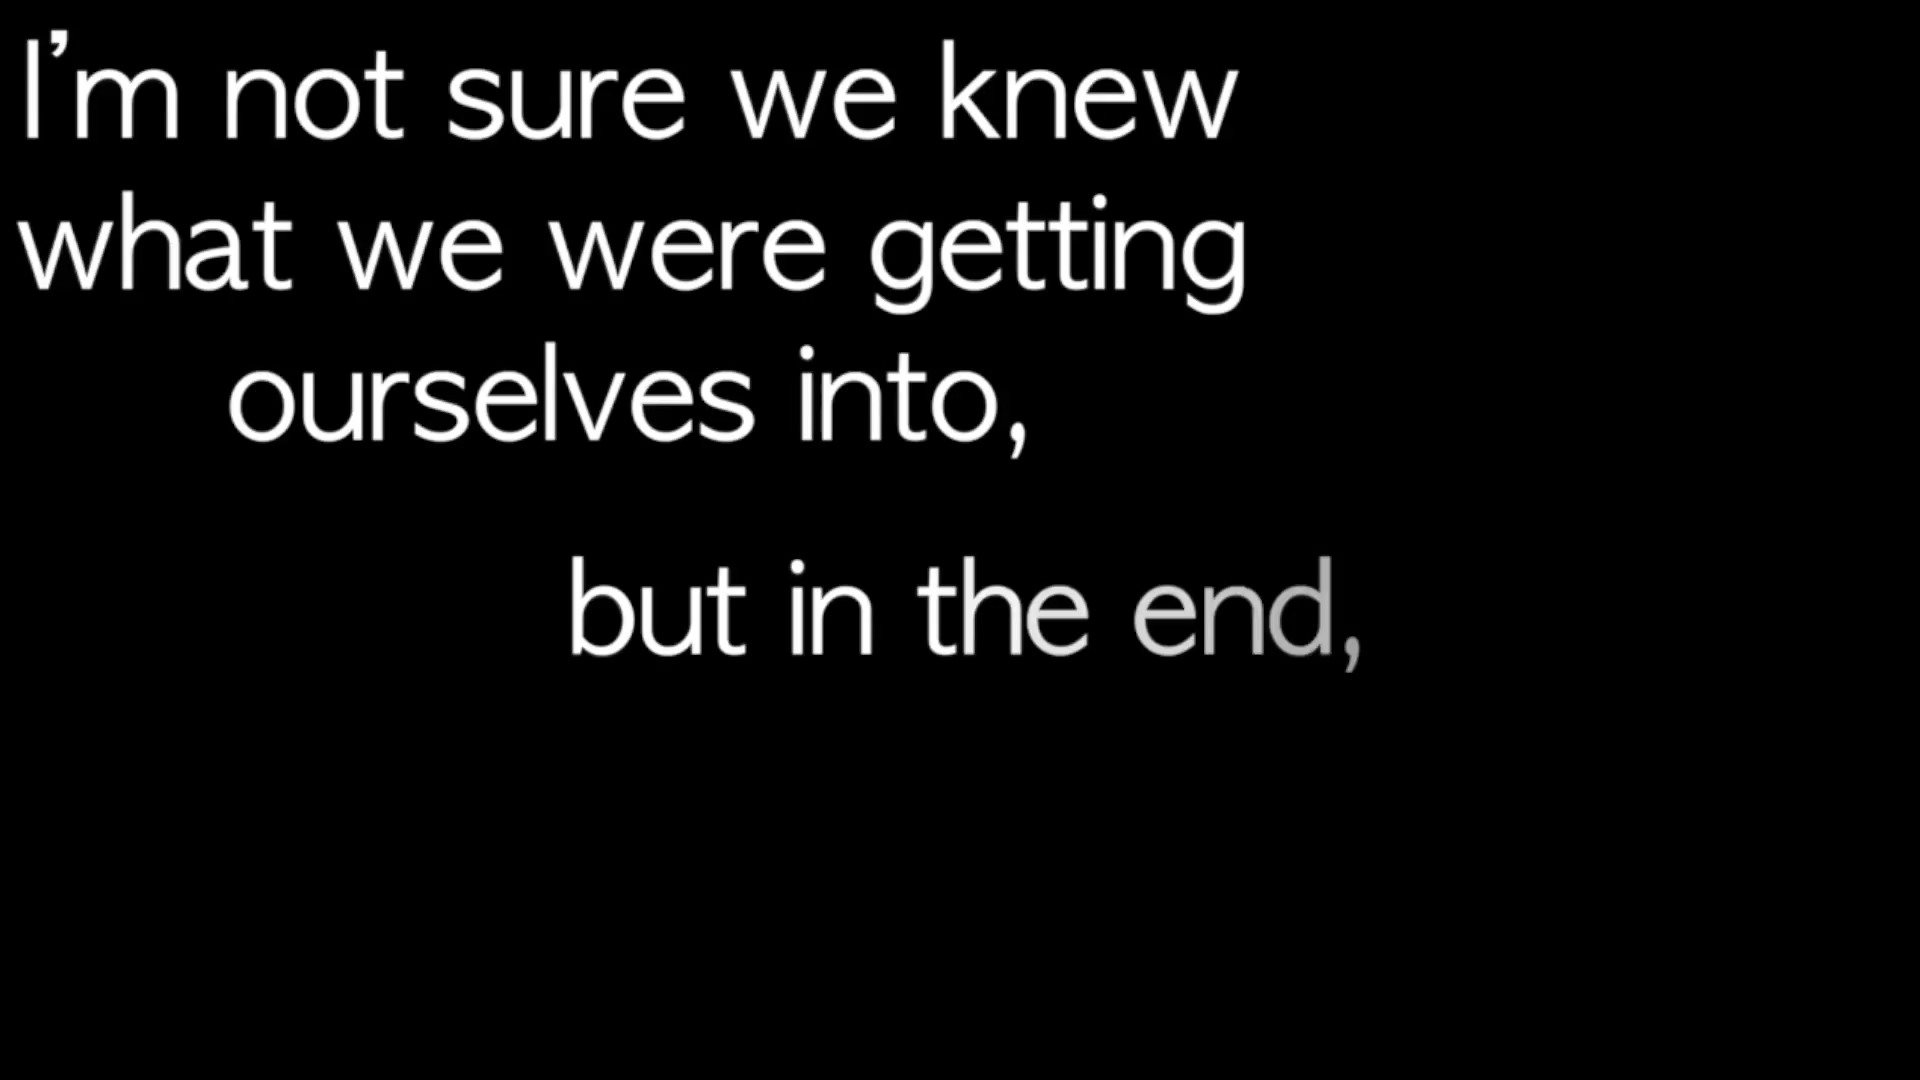 I’m not sure we knew
what we were getting
ourselves into,
but in the end,